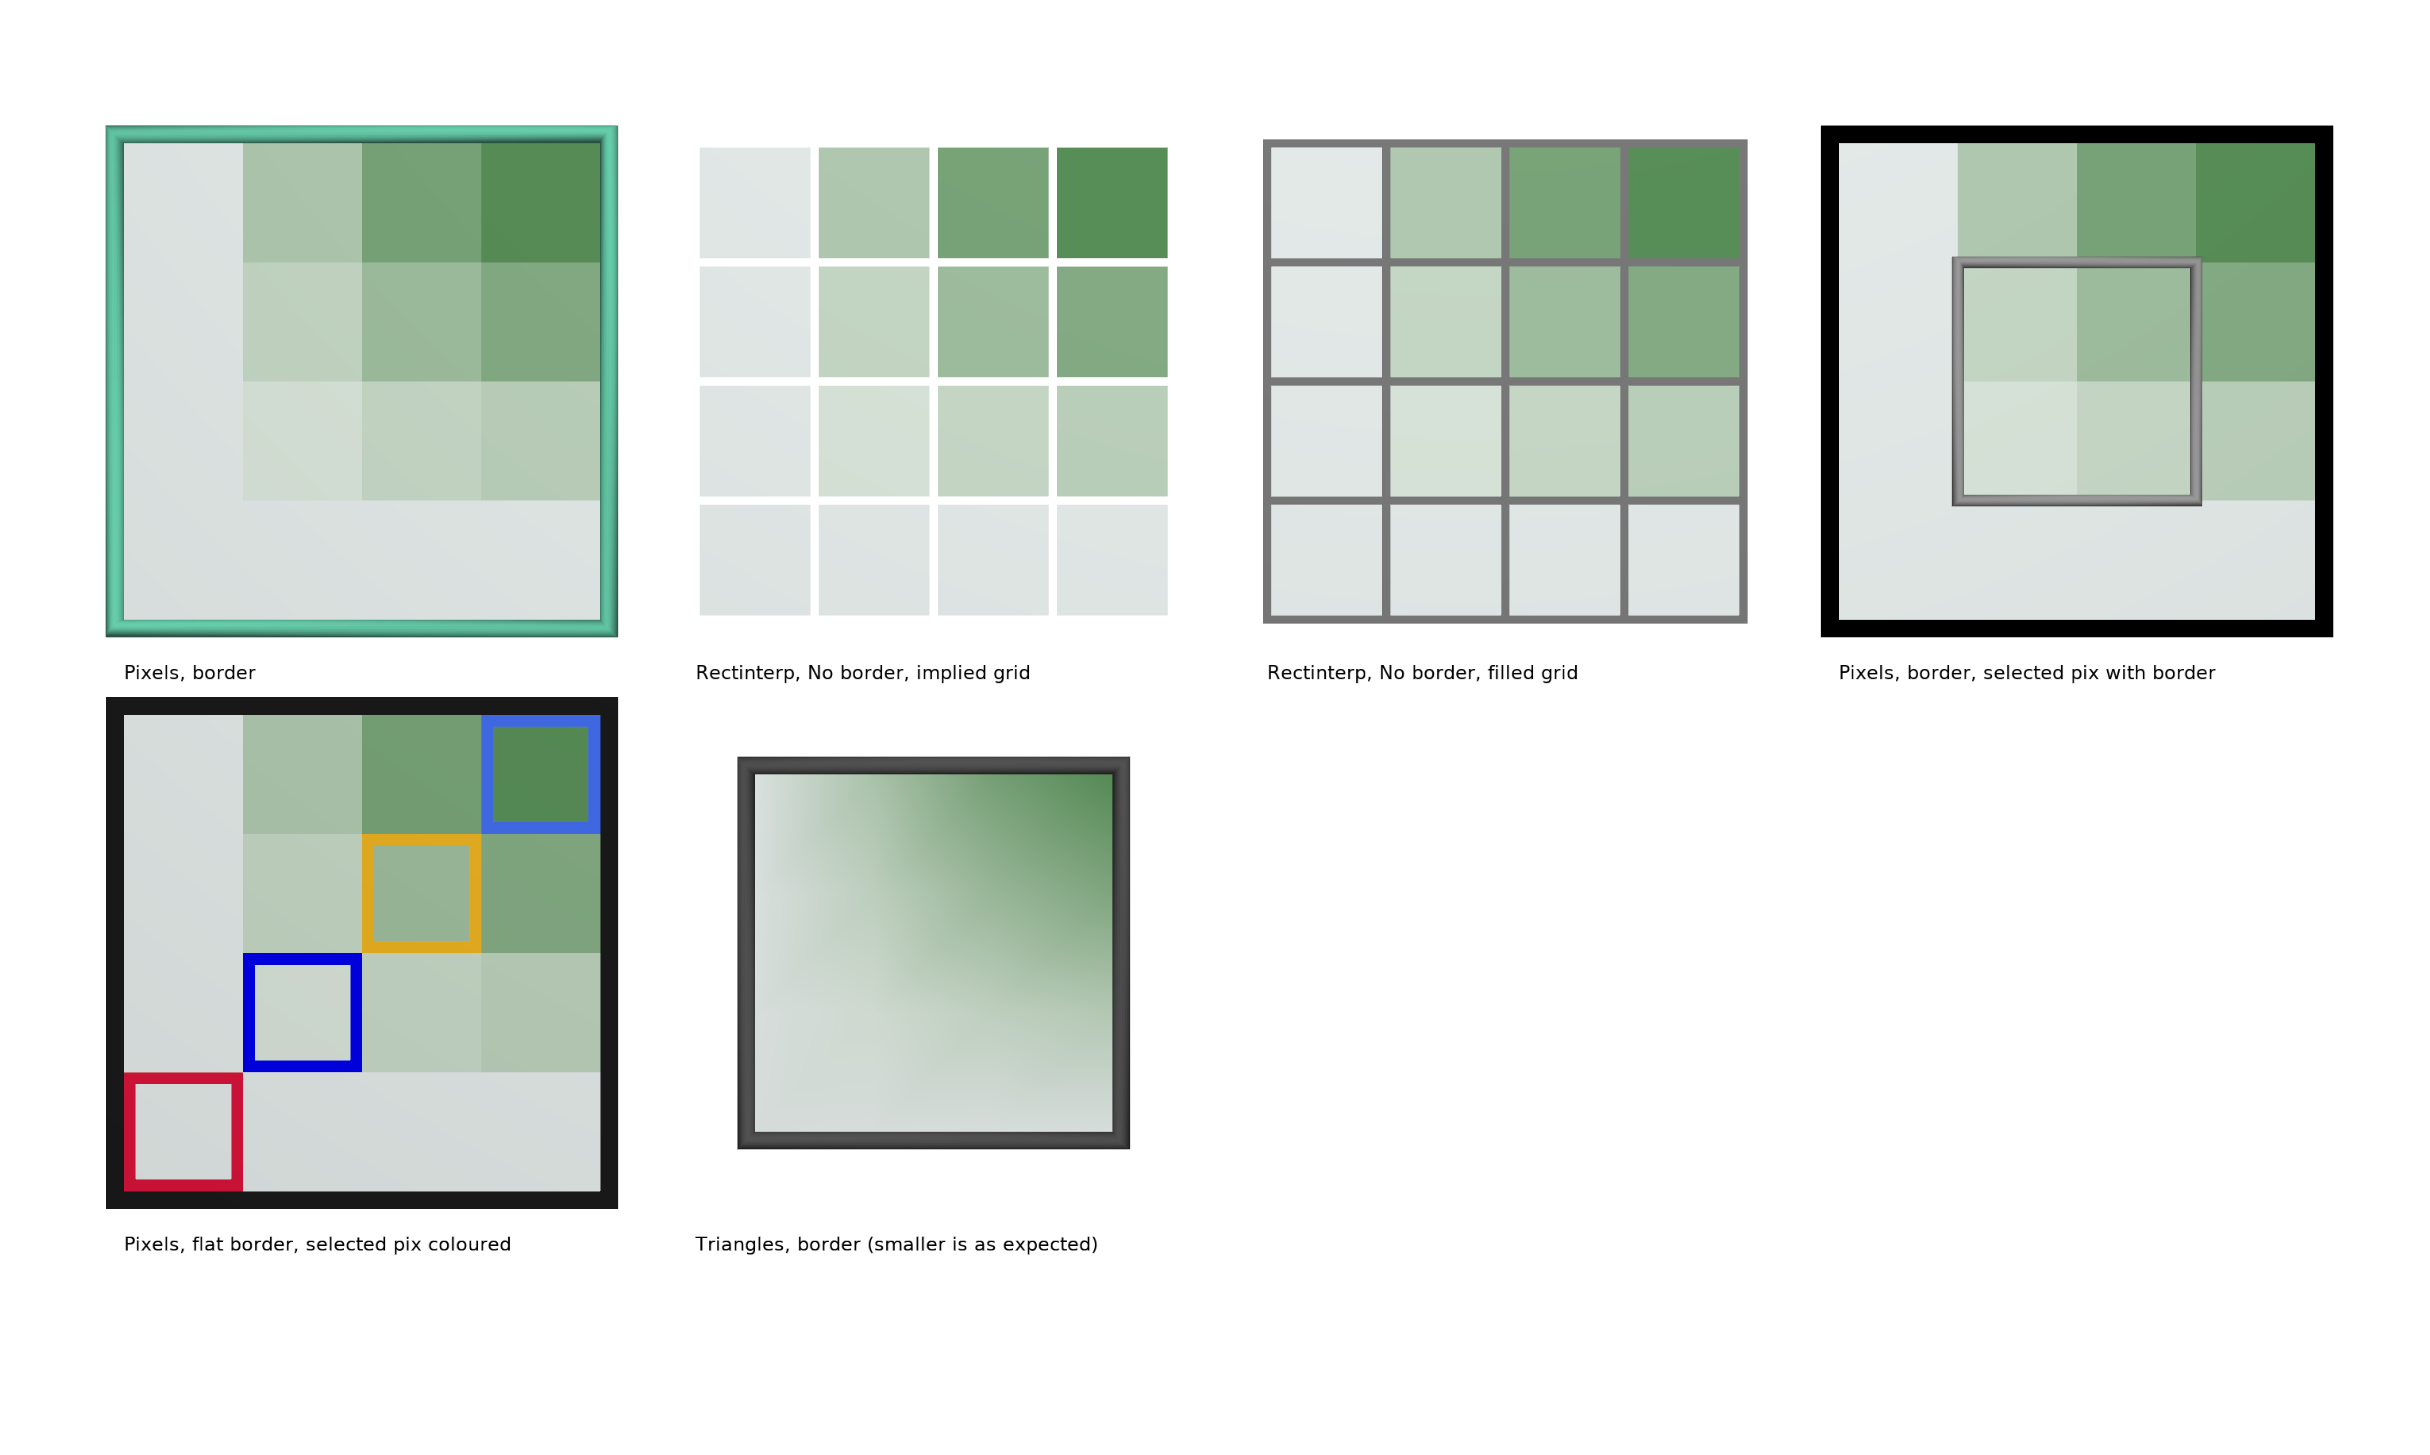 Pixels, border
Rectinterp, No border, implied grid
Rectinterp, No border, filled grid
Pixels, border, selected pix with border
Pixels, flat border, selected pix coloured
Triangles, border (smaller is as expected)